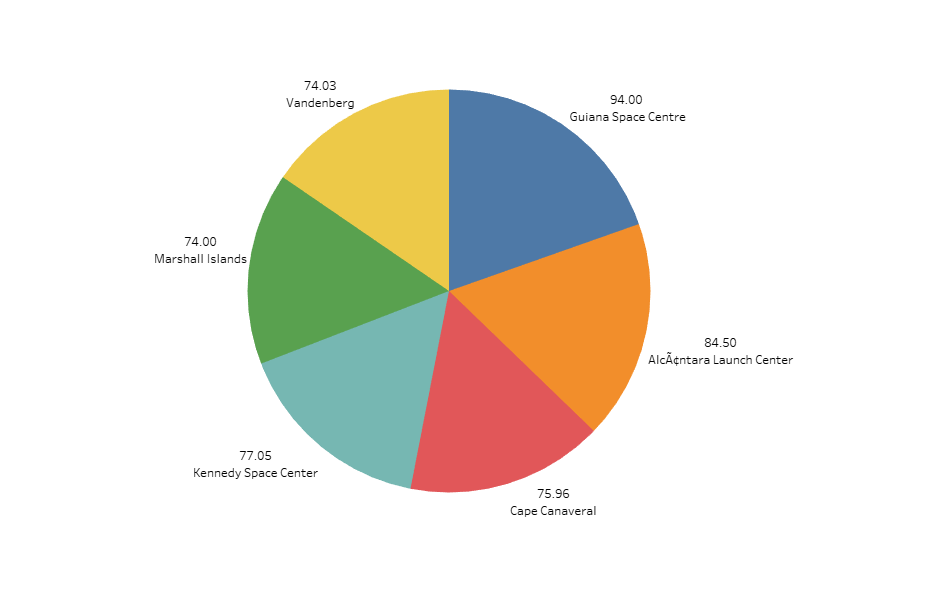 74.03
Vandenberg
94.00
Guiana Space Centre
74.00
Marshall Islands
84.50
AlcÃ¢ntara Launch Center
77.05
Kennedy Space Center
75.96
Cape Canaveral